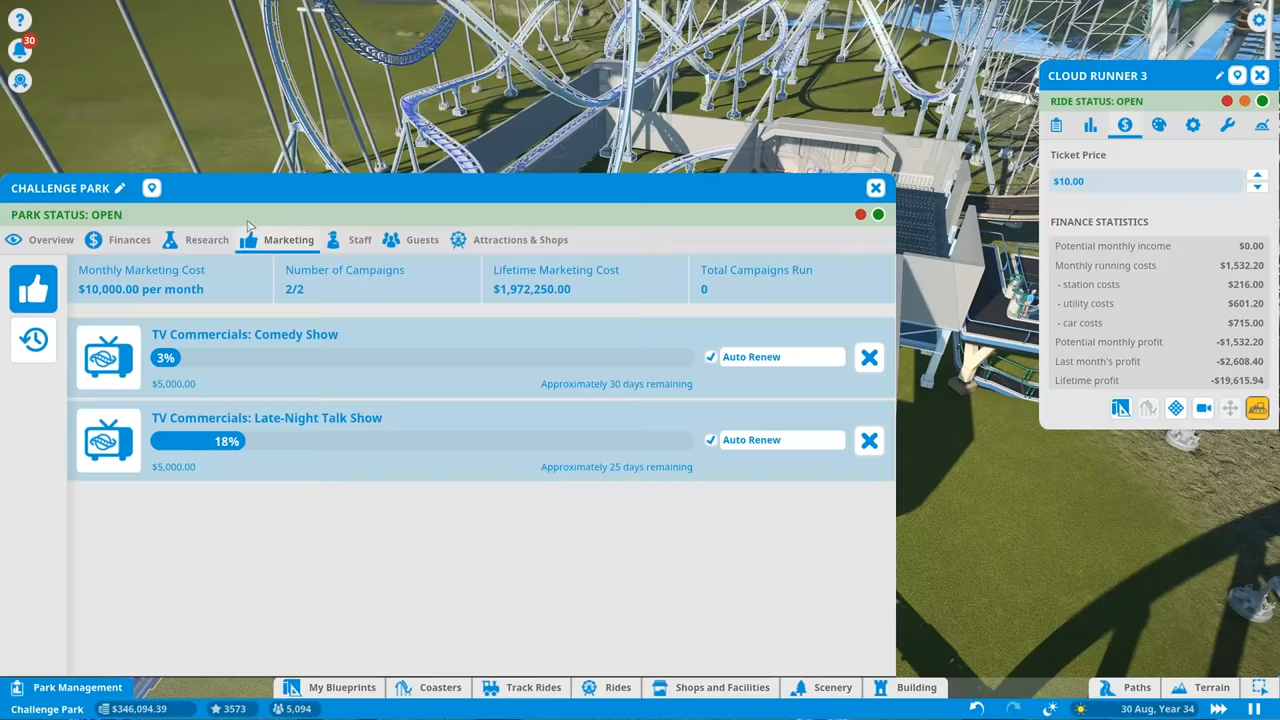 ?
30
CHALLENGE PARK
PARK STATUS: OPEN
Overview
Finances
Research
Marketing
Staff
Guests
Attractions & Shops
Monthly Marketing Cost
$10,000.00 per month
Number of Campaigns
2/2
Lifetime Marketing Cost
$1,972,250.00
Total Campaigns Run
0
TV Commercials: Comedy Show
3%
Auto Renew
$5,000.00
Approximately 30 days remaining
TV Commercials: Late-Night Talk Show
18%
Auto Renew
$5,000.00
Approximately 25 days remaining
CLOUD RUNNER 3
RIDE STATUS: OPEN
Ticket Price
$10.00
FINANCE STATISTICS
Potential monthly income $0.00
Monthly running costs $1,532.20
- station costs $216.00
- utility costs $601.20
- car costs $715.00
Potential monthly profit -$1,532.20
Last month's profit -$2,608.40
Lifetime profit -$19,615.94
Park Management
My Blueprints
Coasters
Track Rides
Rides
Shops and Facilities
Scenery
Building
Paths
Terrain
Challenge Park
$346,094.39
3573
5,094
30 Aug, Year 34